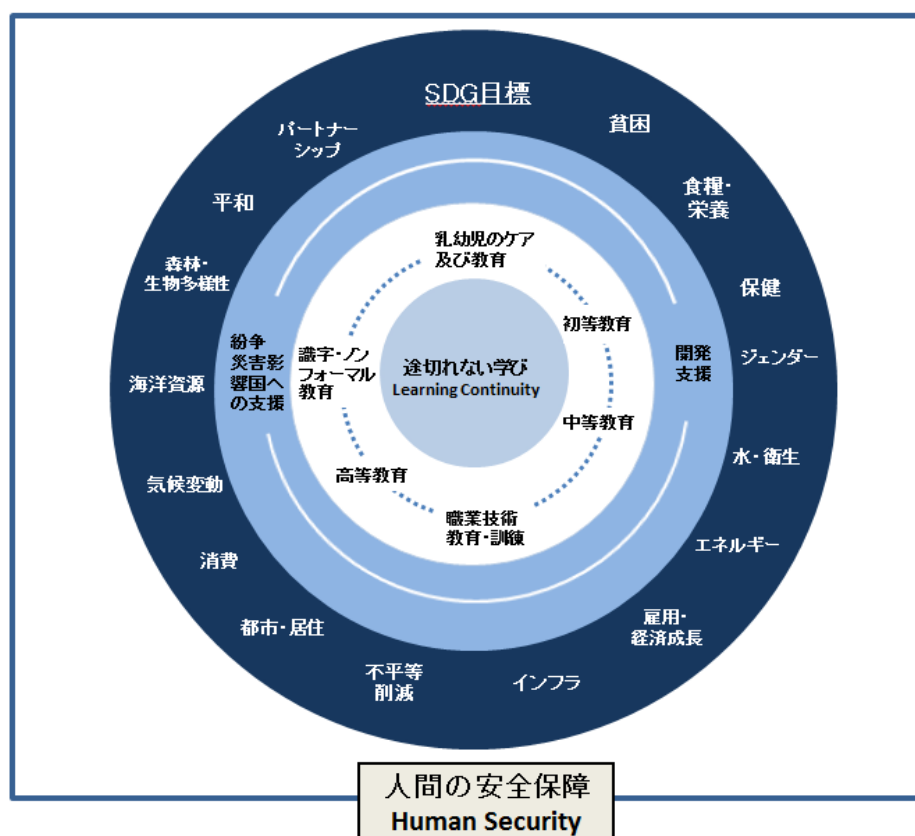 SDG目標
貧困
食糧・
栄養
保健
ジェンダー
水・衛生
エネルギー
雇用・
経済成長
インフラ
不平等
削減
都市・居住
消費
気候変動
海洋資源
森林・
生物多様性
平和
パートナー
シップ
紛争
災害影
響国へ
の支援
開発
支援
乳幼児のケア
及び教育
初等教育
中等教育
職業技術
教育・訓練
高等教育
識字・ノン
フォーマル
教育
途切れない学び
Learning Continuity
人間の安全保障
Human Security